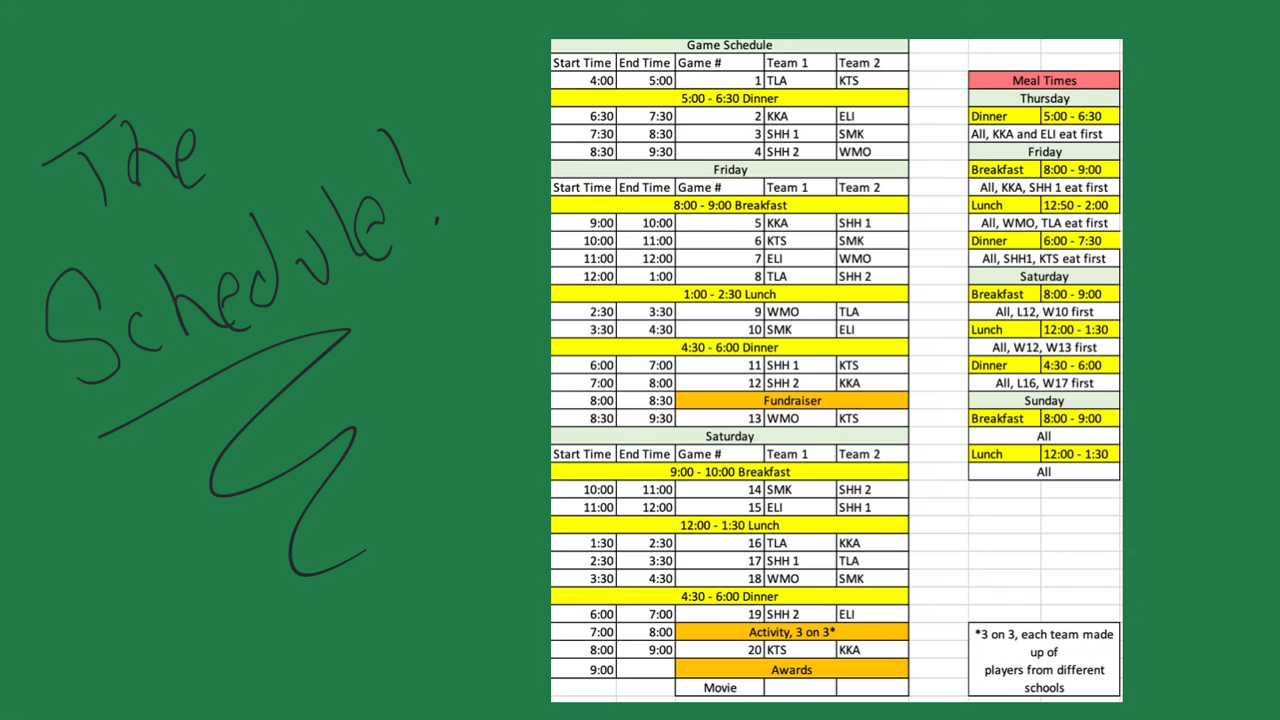 The
Schedule!
Game Schedule
Start Time End Time Game # Team 1 Team 2
4:00 5:00 1 TLA KTS
5:00 - 6:30 Dinner
6:30 7:30 2 KKA ELI
7:30 8:30 3 SHH 1 SMK
8:30 9:30 4 SHH 2 WMO
Friday
Start Time End Time Game # Team 1 Team 2
8:00 - 9:00 Breakfast
9:00 10:00 5 KKA SHH 1
10:00 11:00 6 KTS SMK
11:00 12:00 7 ELI WMO
12:00 1:00 8 TLA SHH 2
1:00 - 2:30 Lunch
2:30 3:30 9 WMO TLA
3:30 4:30 10 SMK ELI
4:30 - 6:00 Dinner
6:00 7:00 11 SHH 1 KTS
7:00 8:00 12 SHH 2 KKA
8:00 8:30 Fundraiser
8:30 9:30 13 WMO KTS
Saturday
Start Time End Time Game # Team 1 Team 2
9:00 - 10:00 Breakfast
10:00 11:00 14 SMK SHH 2
11:00 12:00 15 ELI SHH 1
12:00 - 1:30 Lunch
1:30 2:30 16 TLA KKA
2:30 3:30 17 SHH 1 TLA
3:30 4:30 18 WMO SMK
4:30 - 6:00 Dinner
6:00 7:00 19 SHH 2 ELI
7:00 8:00 Activity, 3 on 3*
8:00 9:00 20 KTS KKA
9:00 Awards
Movie
Meal Times
Thursday
Dinner 5:00 - 6:30
All, KKA and ELI eat first
Friday
Breakfast 8:00 - 9:00
All, KKA, SHH 1 eat first
Lunch 12:50 - 2:00
All, WMO, TLA eat first
Dinner 6:00 - 7:30
All, SHH1, KTS eat first
Saturday
Breakfast 8:00 - 9:00
All, L12, W10 first
Lunch 12:00 - 1:30
All, W12, W13 first
Dinner 4:30 - 6:00
All, L16, W17 first
Sunday
Breakfast 8:00 - 9:00
All
Lunch 12:00 - 1:30
All
*3 on 3, each team made
up of
players from different
schools